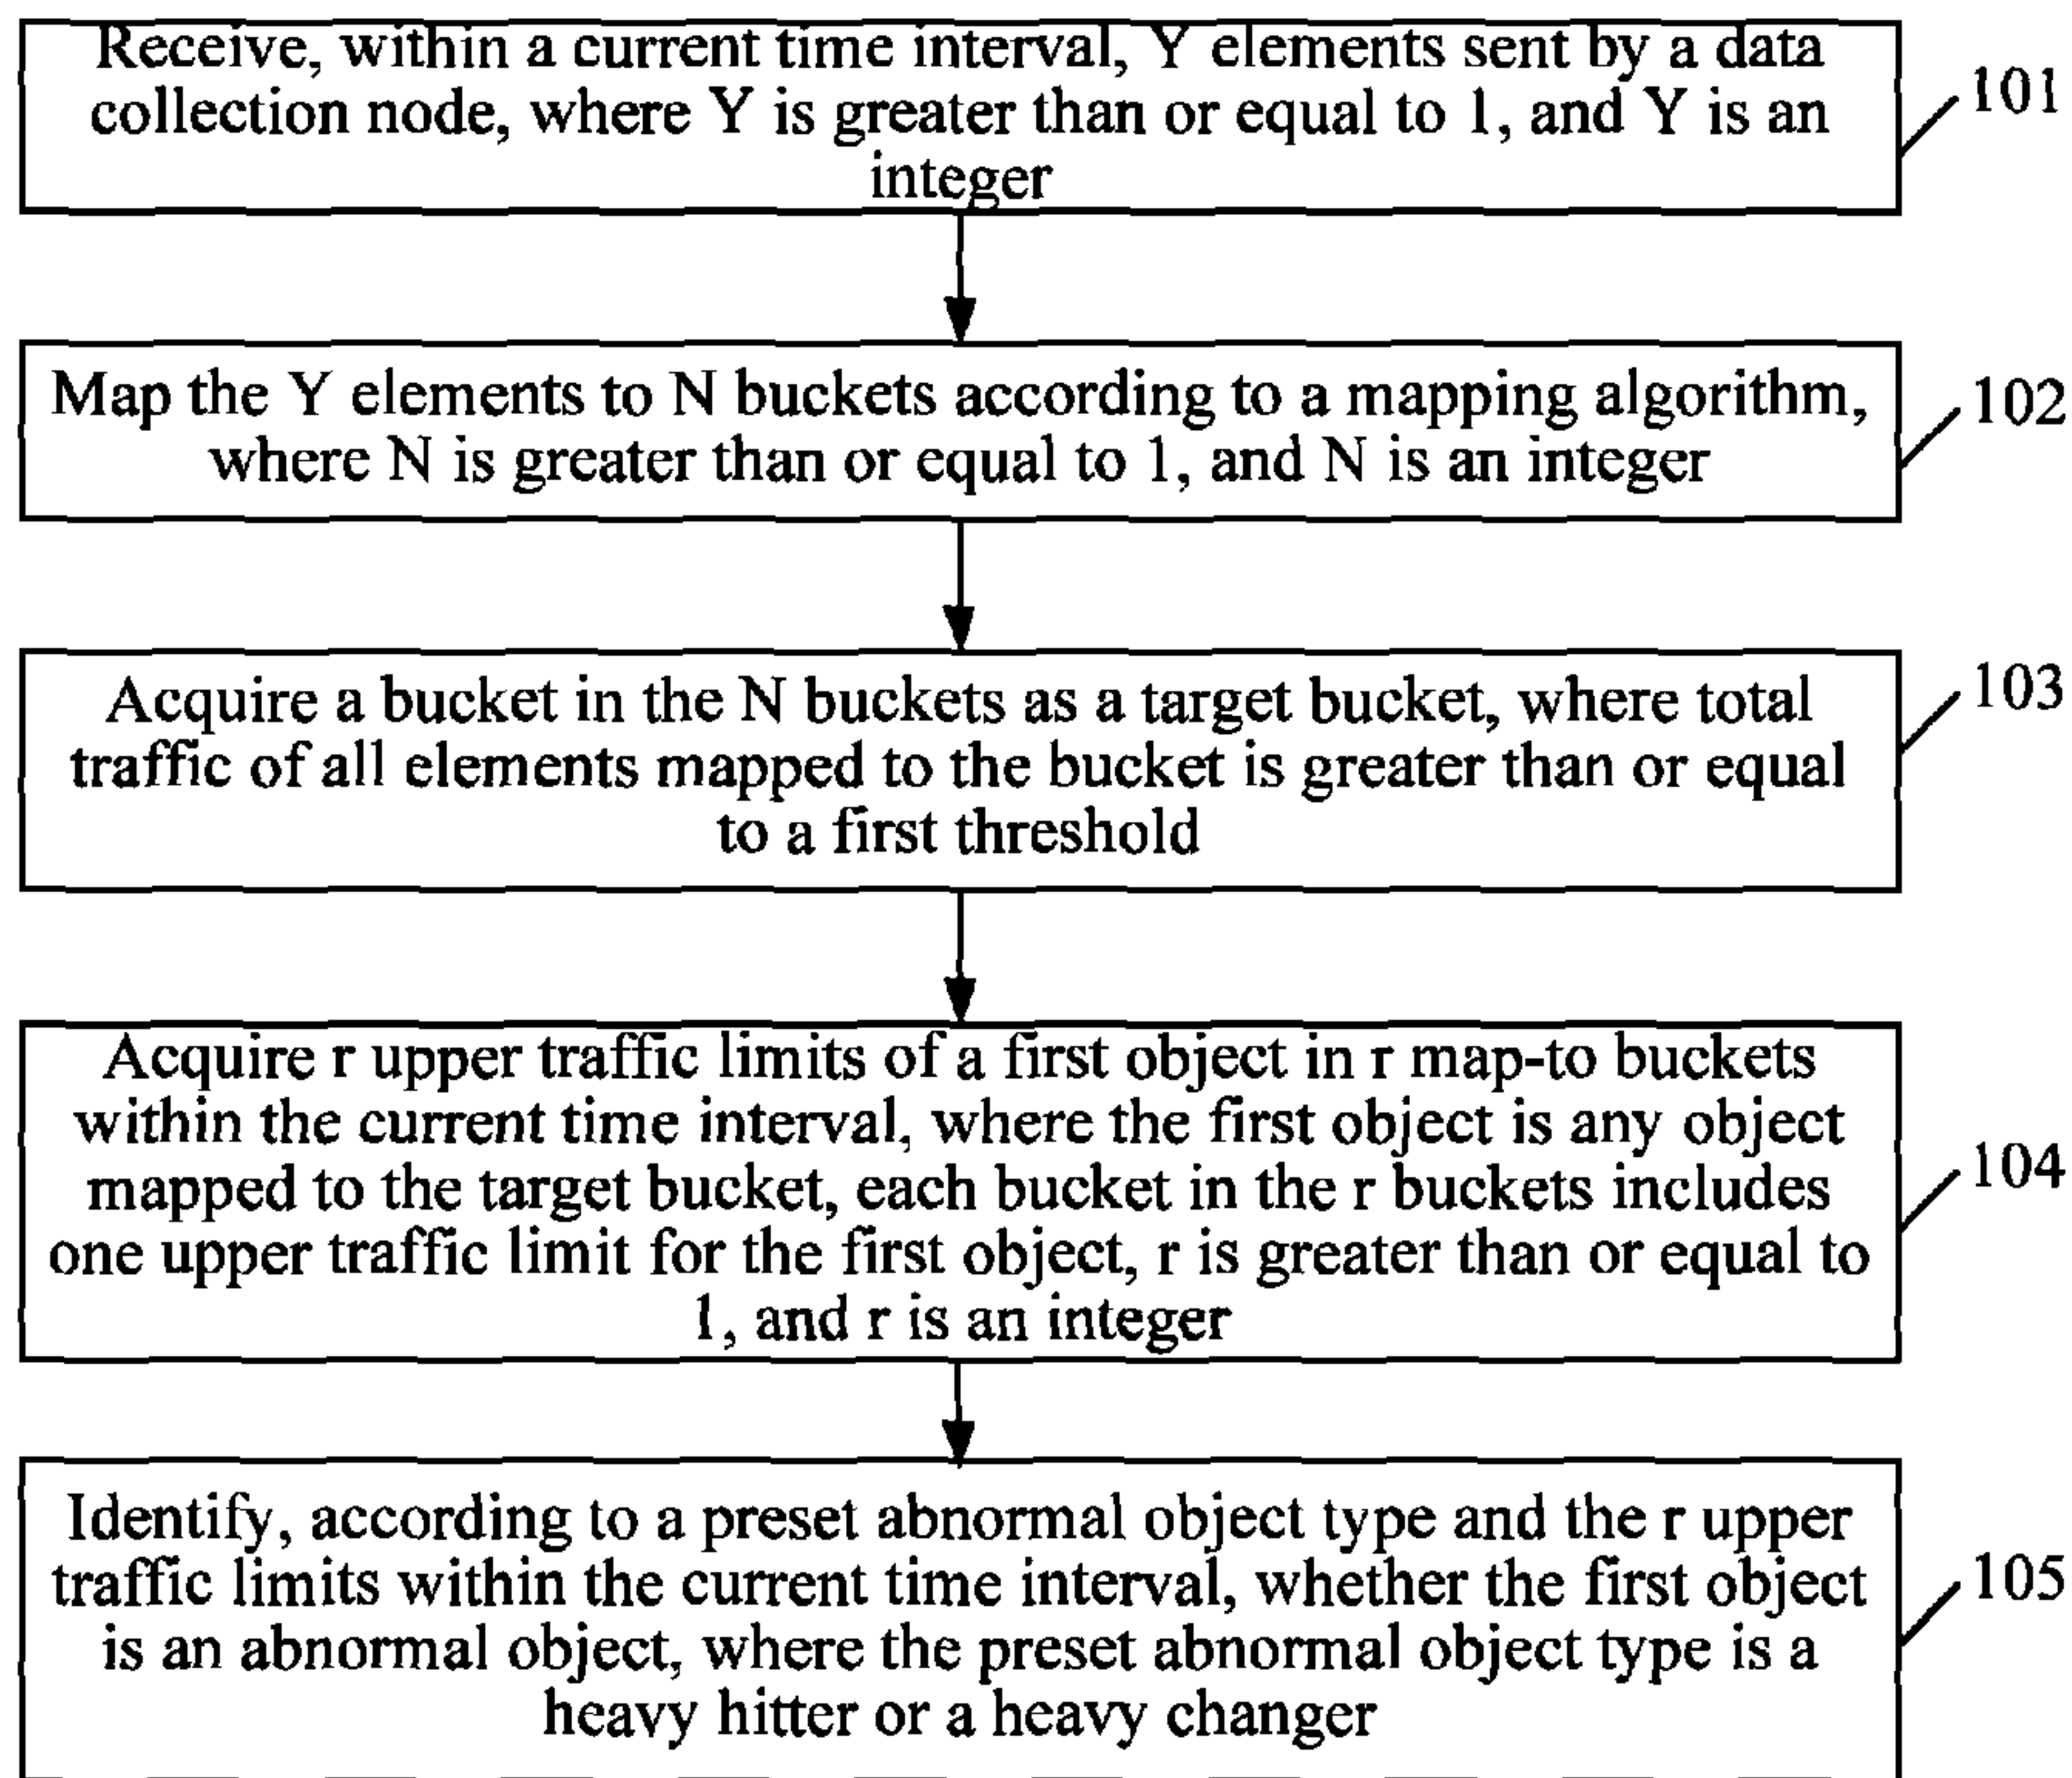 Receive, within a current time interval, Y elements sent by a data
collection node, where Y is greater than or equal to 1, and Y is an
integer
101
Map the Y elements to N buckets according to a mapping algorithm,
where N is greater than or equal to 1, and N is an integer
102
Acquire a bucket in the N buckets as a target bucket, where total
traffic of all elements mapped to the bucket is greater than or equal
to a first threshold
103
Acquire r upper traffic limits of a first object in r map-to buckets
within the current time interval, where the first object is any object
mapped to the target bucket, each bucket in the r buckets includes
one upper traffic limit for the first object, r is greater than or equal to
1, and r is an integer
104
Identify, according to a preset abnormal object type and the r upper
traffic limits within the current time interval, whether the first object
is an abnormal object, where the preset abnormal object type is a
heavy hitter or a heavy changer
105